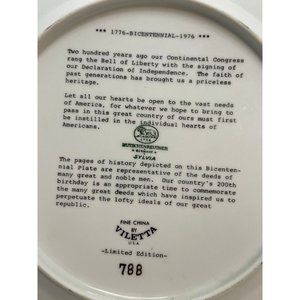 *** 1776-BICENTENNIAL-1976 ***
Two hundred years ago our Continental Congress
rang the Bell of Liberty with the signing of
our Declaration of Independence. The faith of
past generations has brought us a priceless
heritage.
Let all our hearts be open to the vast needs
of America, for whatever we hope to bring to
pass in this great country of ours must first
be instilled in the individual hearts of
Americans.
HUTSCHENREUTHER
GERMANY
SYLVIA
The pages of history depicted on this Bicenten-
nial Plate are representative of the deeds of
many great and noble men. Our country's 200th
birthday is an appropriate time to commemorate
the many great deeds which have inspired us to
perpetuate the lofty ideals of our great
republic.
FINE CHINA
BY
VILETTA
U.S.A.
-Limited Edition-
788